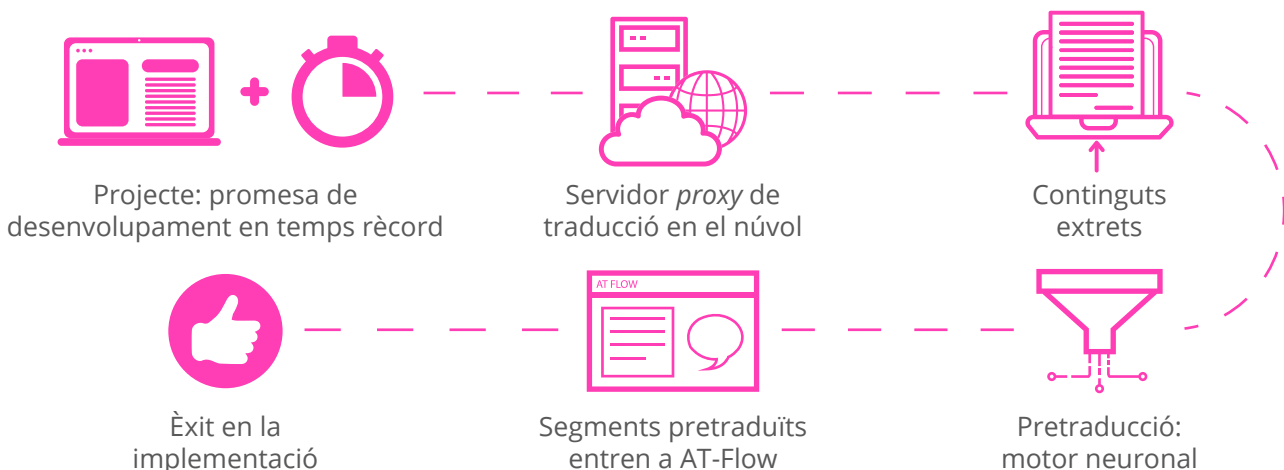 Projecte: promesa de
desenvolupament en temps rècord
Servidor proxy de
traducció en el núvol
Continguts
extrets
Pretraducció:
motor neuronal
AT FLOW
Segments pretraduïts
entren a AT-Flow
Èxit en la
implementació